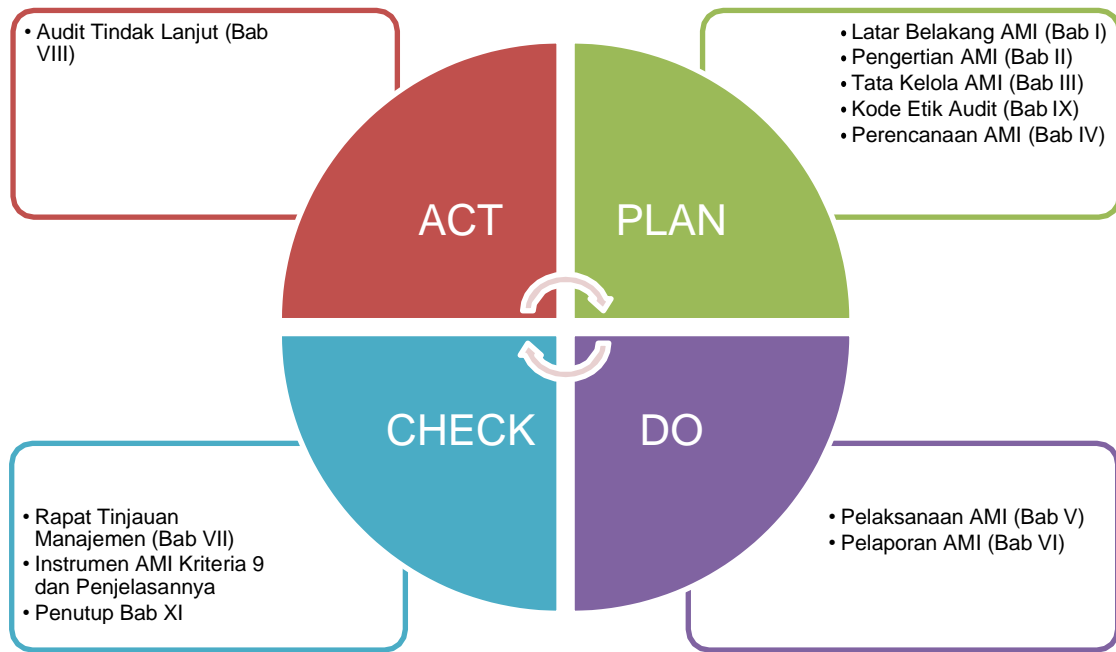 • Audit Tindak Lanjut (Bab
VIII)
• Latar Belakang AMI (Bab I)
• Pengertian AMI (Bab II)
• Tata Kelola AMI (Bab III)
• Kode Etik Audit (Bab IX)
• Perencanaan AMI (Bab IV)
ACT
PLAN
CHECK
DO
• Rapat Tinjauan
Manajemen (Bab VII)
• Instrumen AMI Kriteria 9
dan Penjelasannya
• Penutup Bab XI
• Pelaksanaan AMI (Bab V)
• Pelaporan AMI (Bab VI)